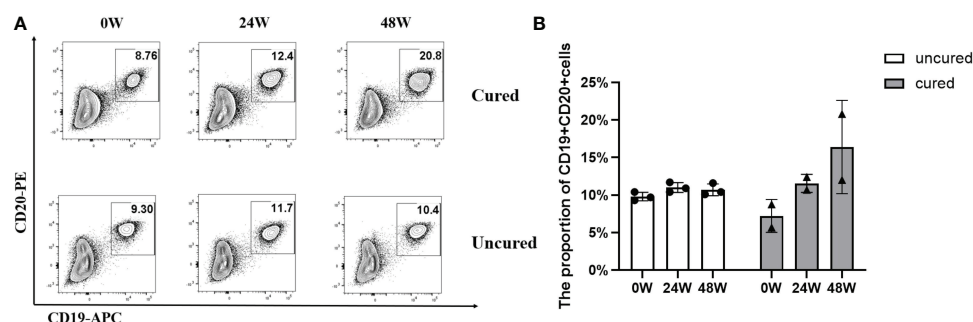 A
0W 24W 48W
8.76 12.4 20.8
Cured
9.30 11.7 10.4
Uncured
CD20-PE
CD19-APC
B
uncured
cured
The proportion of CD19+CD20+cells
25%
20%
15%
10%
5%
0%
0W 24W 48W 0W 24W 48W